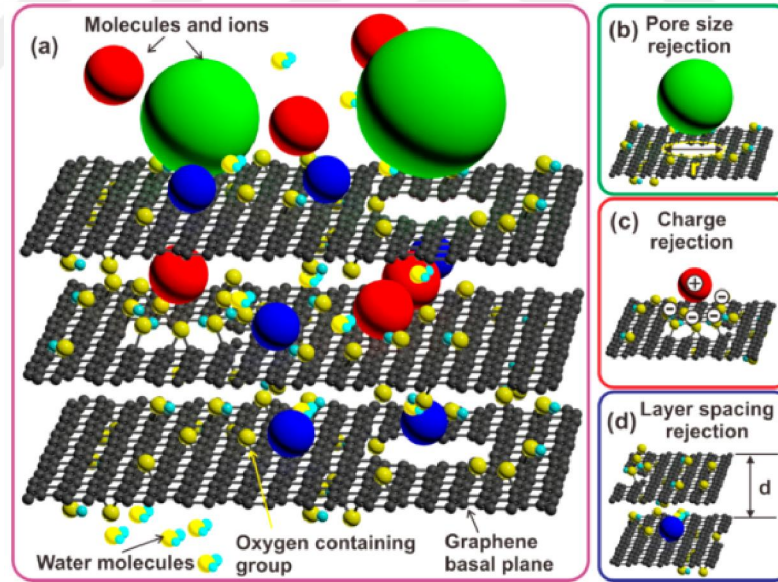 Molecules and ions
(a)
Water molecules
Oxygen containing
group
Graphene
basal plane
(b) Pore size
rejection
r
(c) Charge
rejection
+
−
−
−
−
(d) Layer spacing
rejection
d